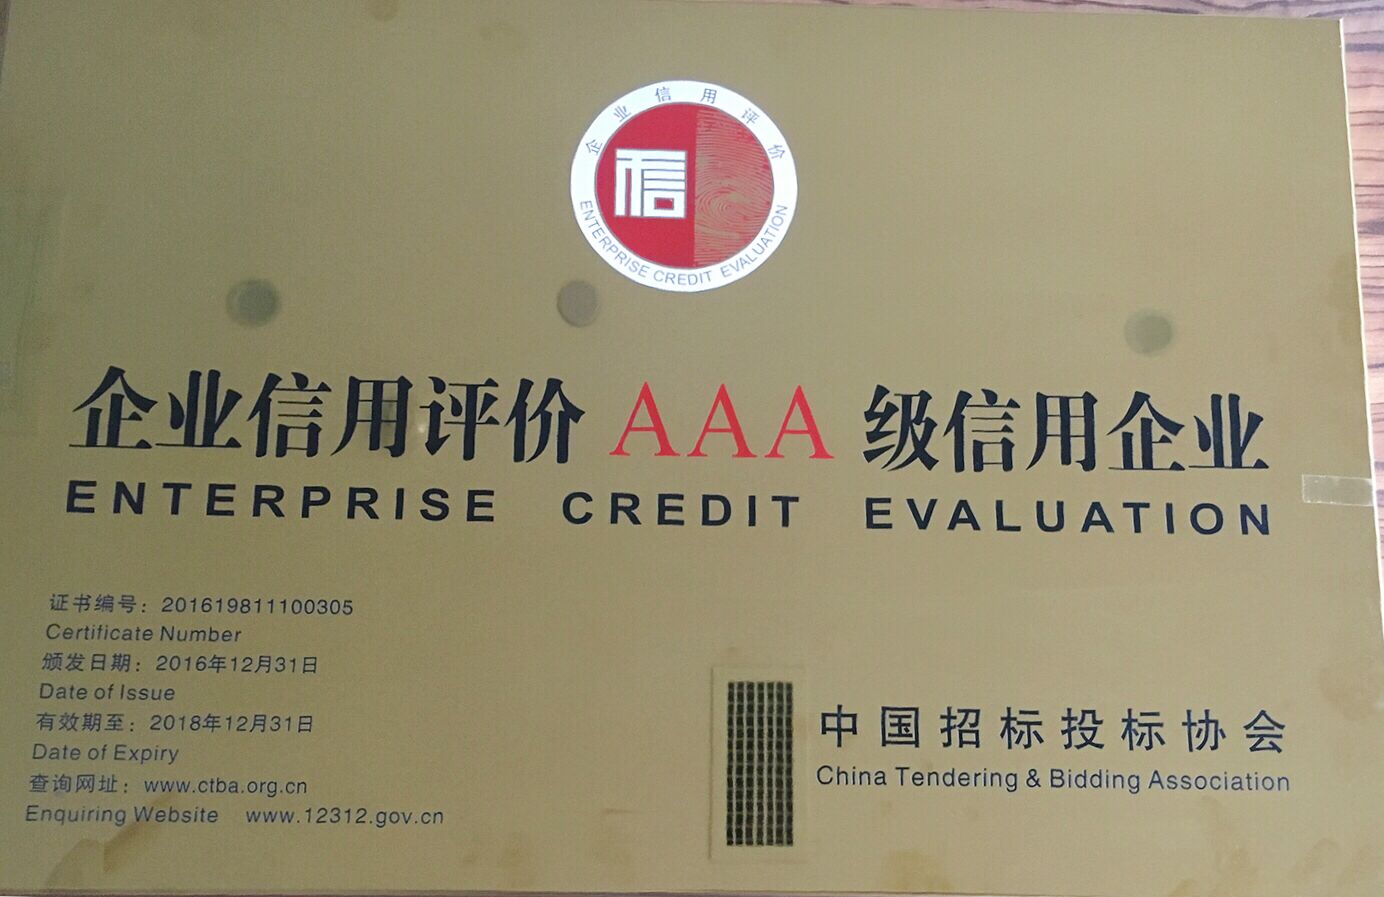 企业信用评价
信
ENTERPRISE CREDIT EVALUATION
企业信用评价AAA级信用企业
ENTERPRISE CREDIT EVALUATION
证书编号：201619811100305
Certificate Number
颁发日期：2016年12月31日
Date of Issue
有效期至：2018年12月31日
Date of Expiry
查询网址：www.ctba.org.cn
Enquiring Website www.12312.gov.cn
中国招标投标协会
China Tendering & Bidding Association